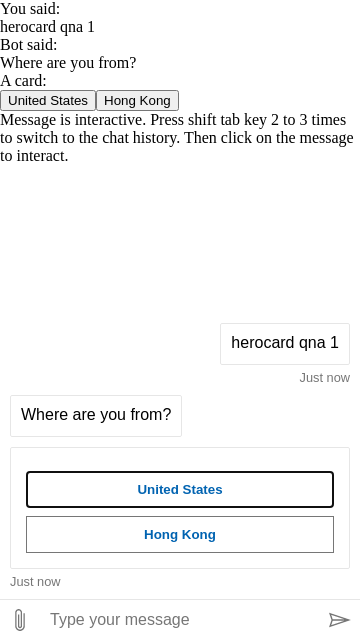 You said:
herocard qna 1
Bot said:
Where are you from?
A card:
United States Hong Kong
Message is interactive. Press shift tab key 2 to 3 times
to switch to the chat history. Then click on the message
to interact.
herocard qna 1
Just now
Where are you from?
United States
Hong Kong
Just now
Type your message